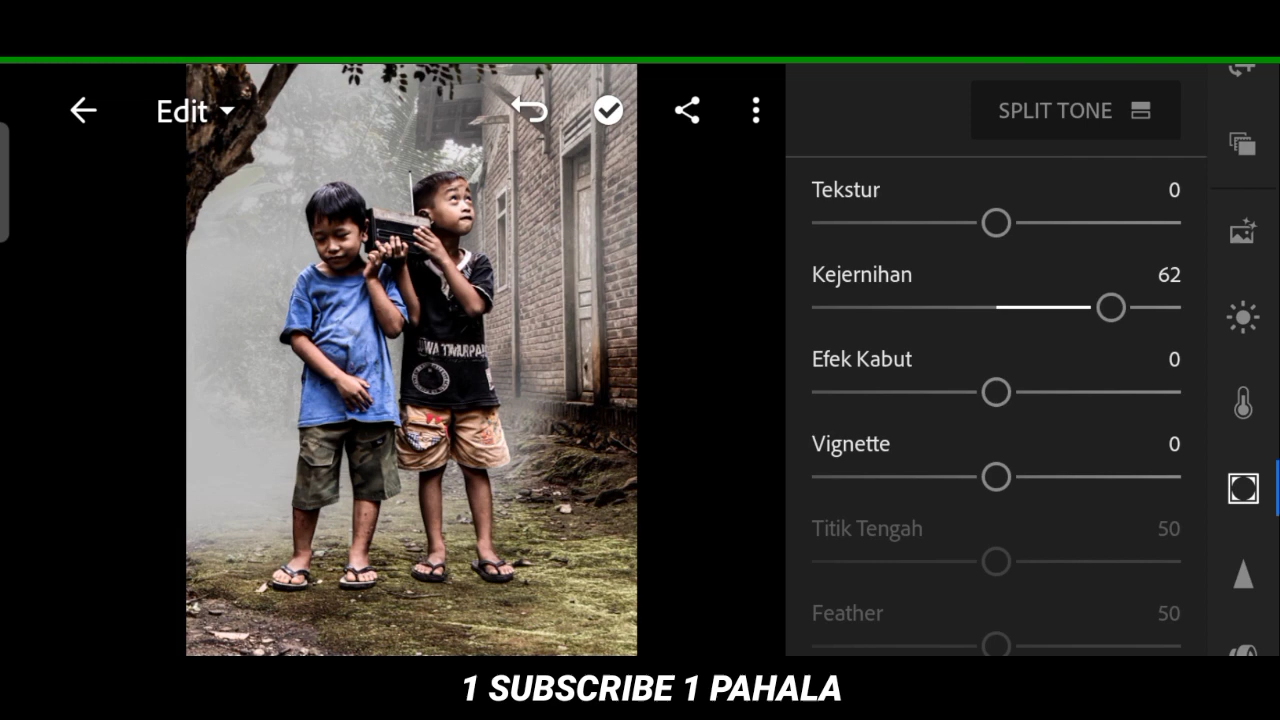 Edit
SPLIT TONE
Tekstur 0
Kejernihan 62
Efek Kabut 0
Vignette 0
Titik Tengah 50
Feather 50
1 SUBSCRIBE 1 PAHALA